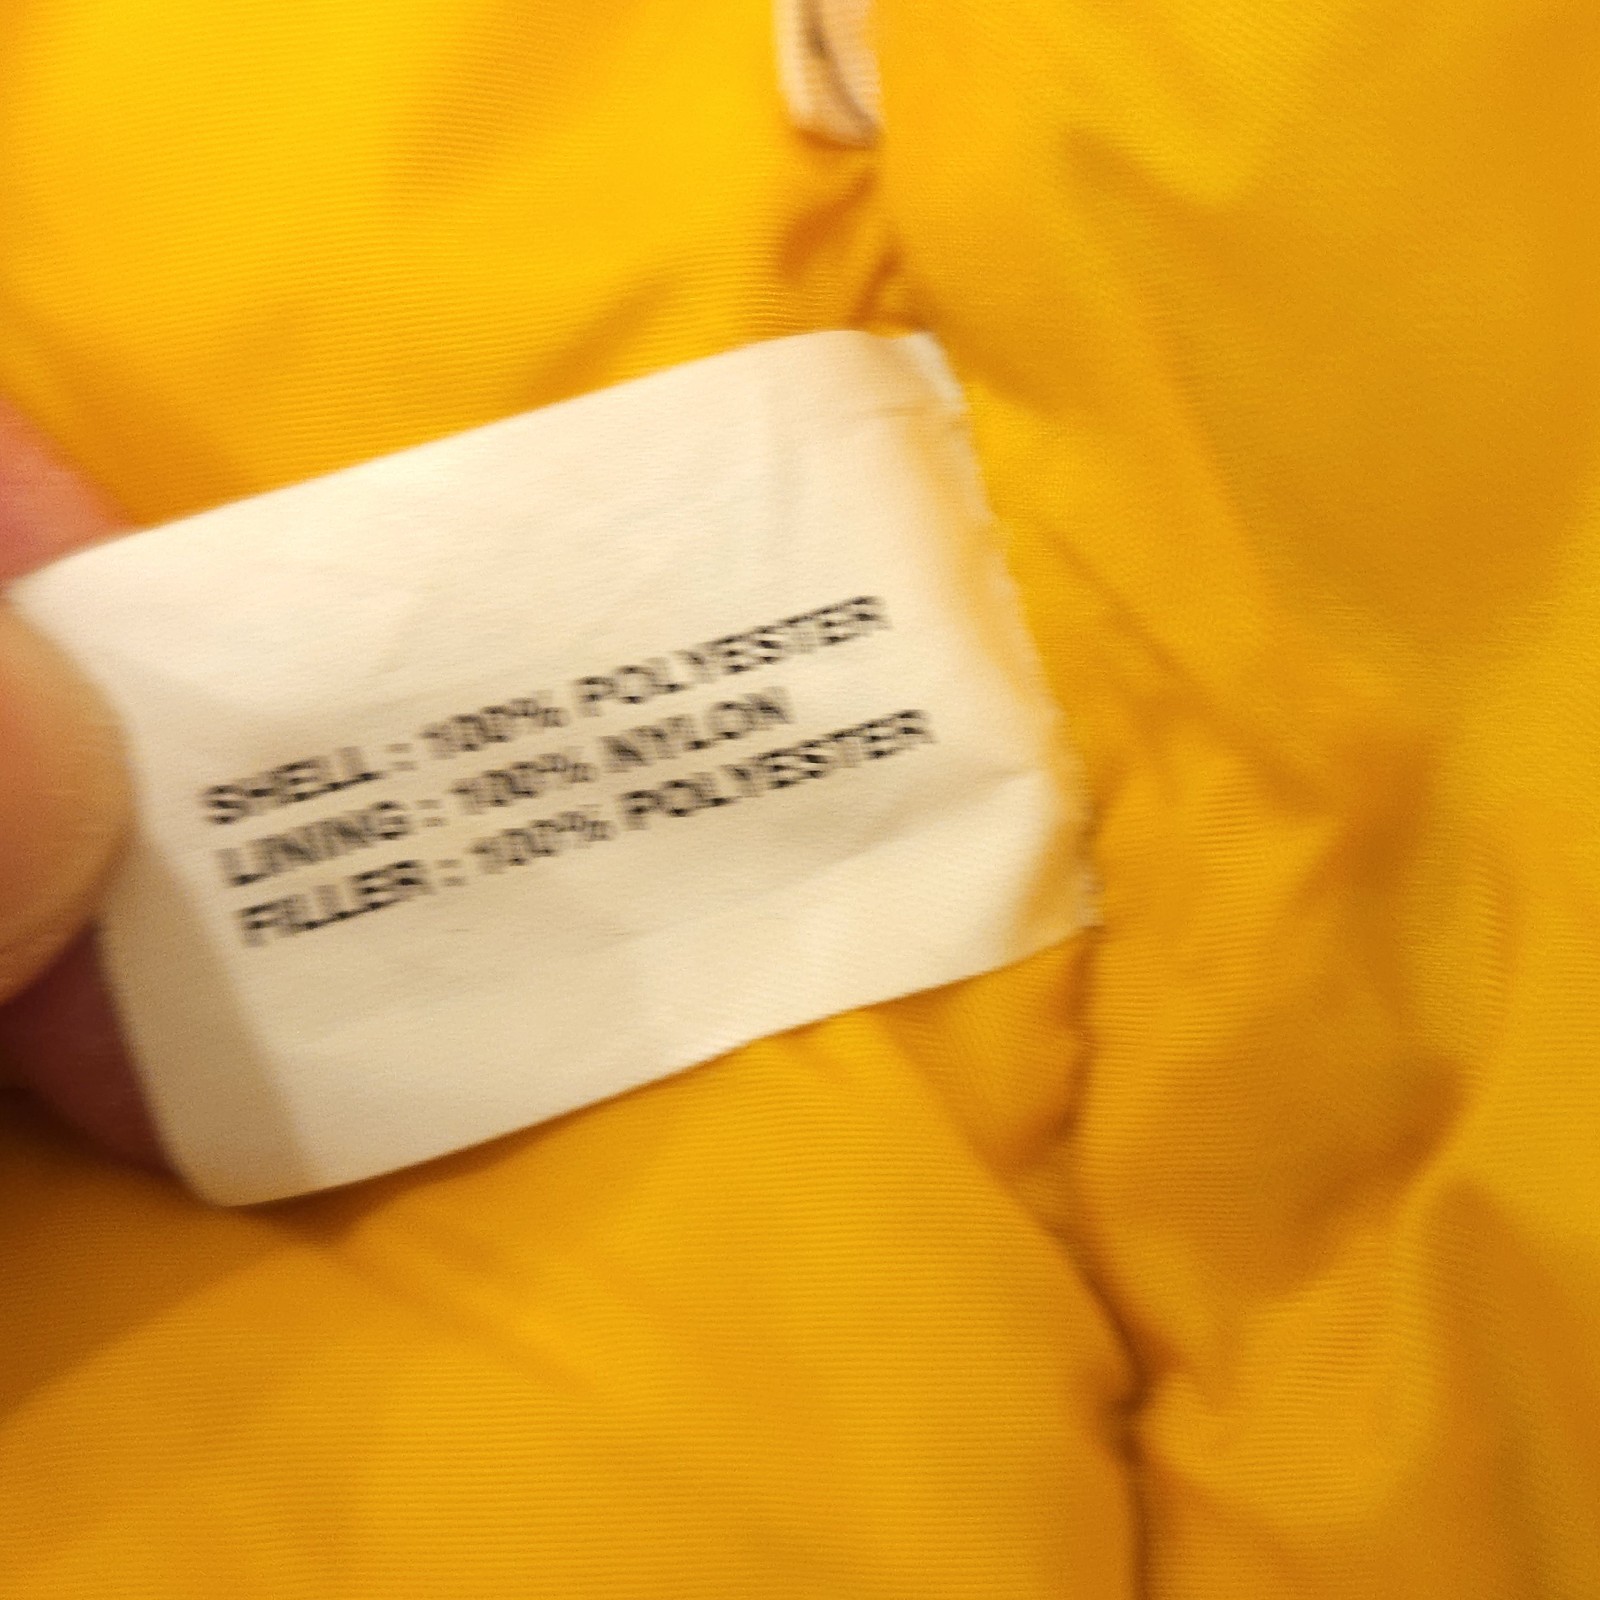 SHELL : 100% POLYESTER
LINING : 100% NYLON
FILLER : 100% POLYESTER